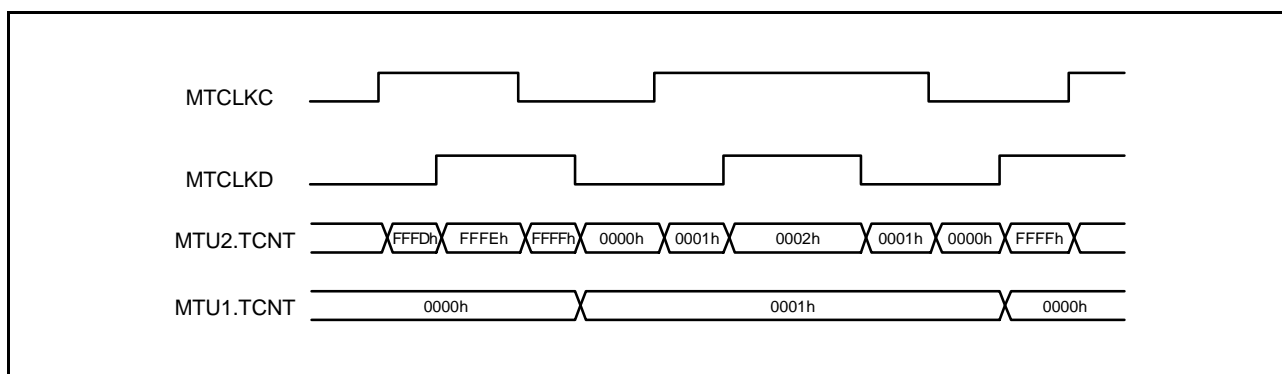 MTCLKC
MTCLKD
MTU2.TCNT FFFDh FFFEh FFFFh 0000h 0001h 0002h 0001h 0000h FFFFh
MTU1.TCNT 0000h 0001h 0000h